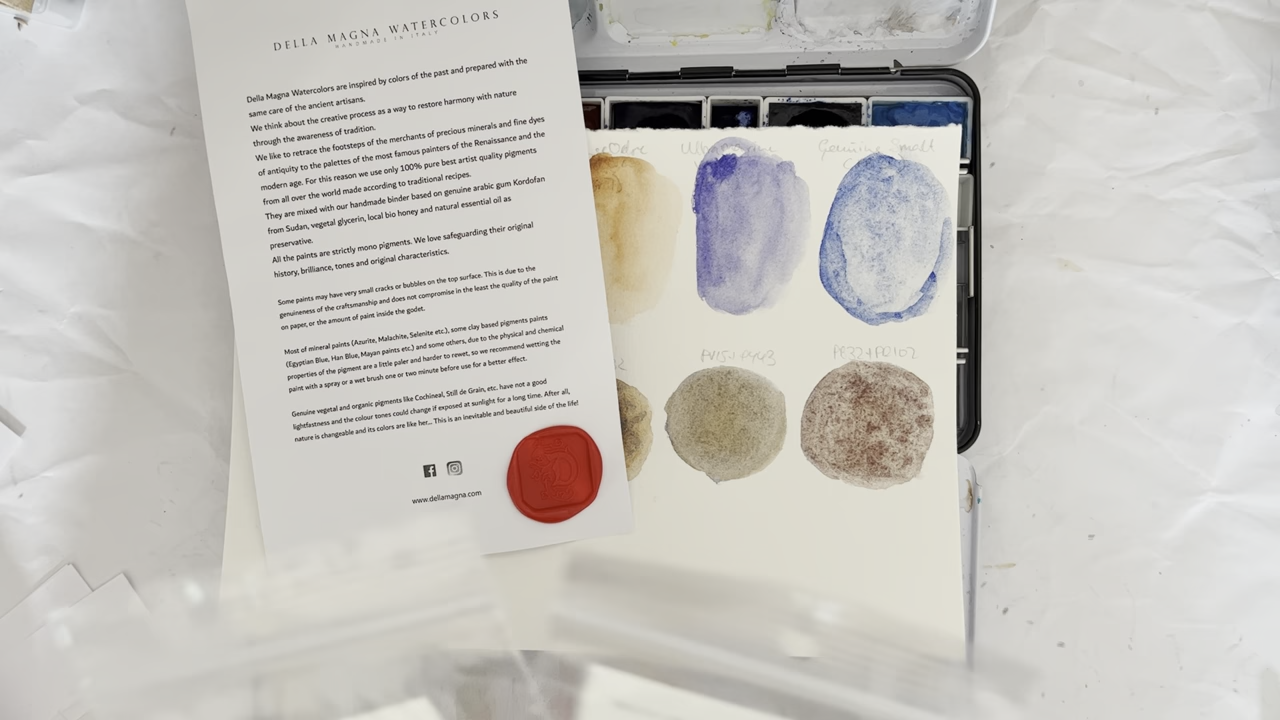 DELLA MAGNA WATERCOLORS
HANDMADE IN ITALY
Della Magna Watercolors are inspired by colors of the past and prepared with the
same care of the ancient artisans.
We think about the creative process as a way to restore harmony with nature
through the awareness of tradition.
We like to retrace the footsteps of the merchants of precious minerals and fine dyes
of antiquity to the palettes of the most famous painters of the Renaissance and the
modern age. For this reason we use only 100% pure best artist quality pigments
from all over the world made according to traditional recipes.
They are mixed with our handmade binder based on genuine arabic gum Kordofan
from Sudan, vegetal glycerin, local bio honey and natural essential oil as
preservative.
All the paints are strictly mono pigments. We love safeguarding their original
history, brilliance, tones and original characteristics.
Some paints may have very small cracks or bubbles on the top surface. This is due to the
genuineness of the craftsmanship and does not compromise in the least the quality of the paint
on paper, or the amount of paint inside the godet.
Most of mineral paints (Azurite, Malachite, Selenite etc.), some clay based pigments paints
(Egyptian Blue, Han Blue, Mayan paints etc.) and some others, due to the physical and chemical
properties of the pigment are a little paler and harder to rewet, so we recommend wetting the
paint with a spray or a wet brush one or two minute before use for a better effect.
Genuine vegetal and organic pigments like Cochineal, Still de Grain, etc. have not a good
lightfastness and the colour tones could change if exposed at sunlight for a long time. After all,
nature is changeable and its colors are like her... This is an inevitable and beautiful side of the life!
www.dellamagna.com
Genuine Smalt